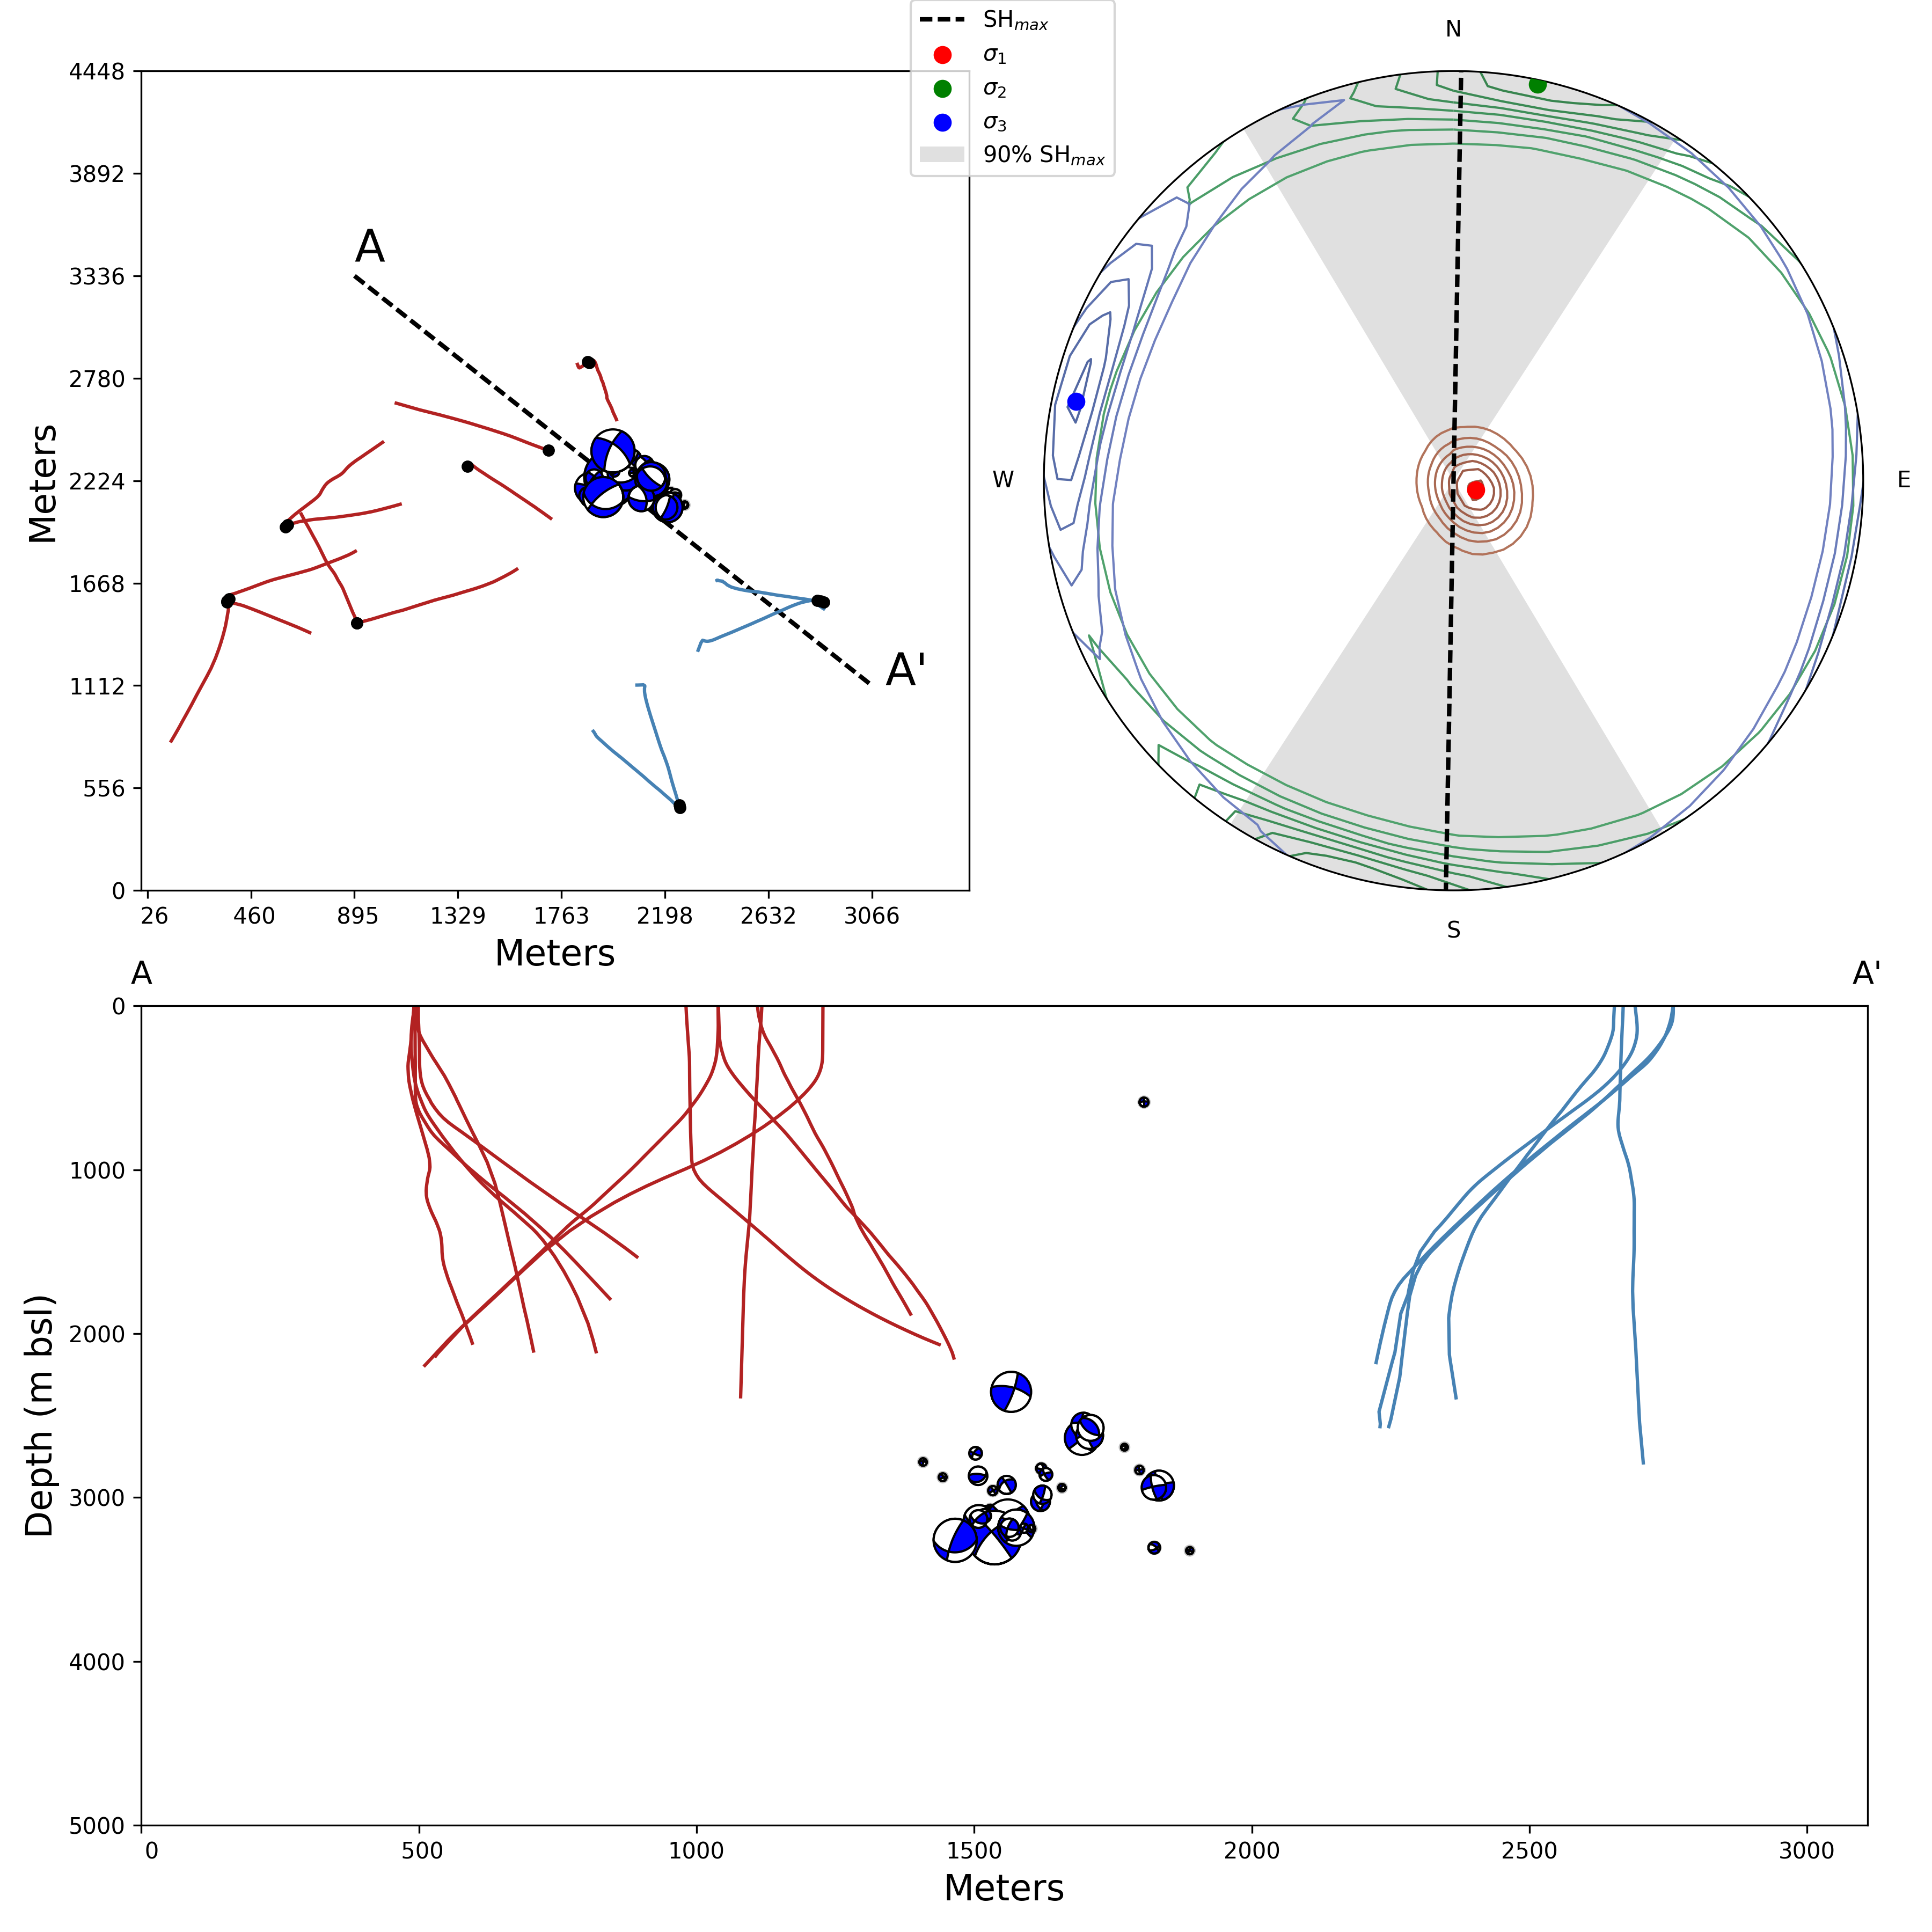 SHmax
σ1
σ2
σ3
90% SHmax
N
W
E
S
4448
3892
3336
2780
2224
1668
1112
556
0
Meters
A
A'
26
460
895
1329
1763
2198
2632
3066
Meters
A
A'
0
1000
2000
3000
4000
5000
Depth (m bsl)
0
500
1000
1500
2000
2500
3000
Meters